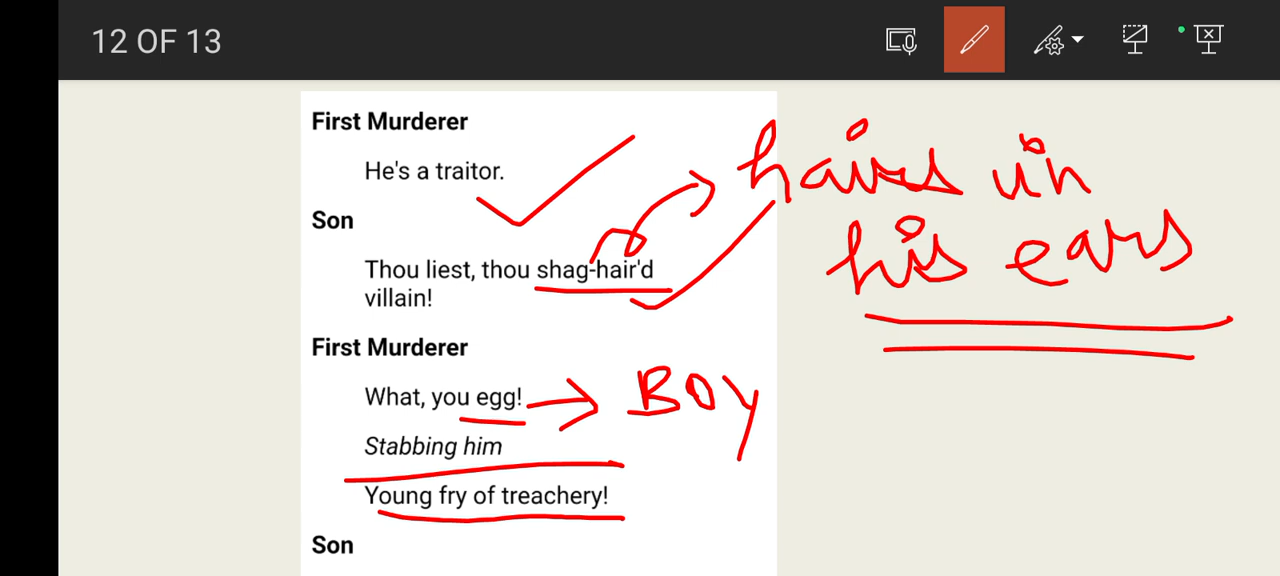 12 OF 13
First Murderer
He's a traitor.
hairs in
Son
his ears
Thou liest, thou shag-hair'd
villain!
First Murderer
What, you egg! BOY
Stabbing him
Young fry of treachery!
Son